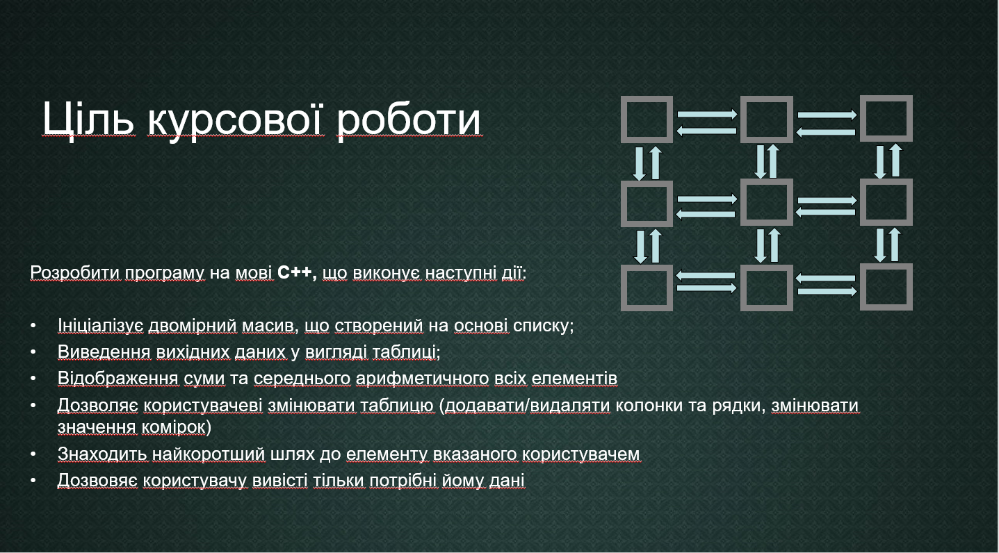 Ціль курсової роботи
Розробити програму на мові C++, що виконує наступні дії:
• Ініціалізує двомірний масив, що створений на основі списку;
• Виведення вихідних даних у вигляді таблиці;
• Відображення суми та середнього арифметичного всіх елементів
• Дозволяє користувачеві змінювати таблицю (додавати/видаляти колонки та рядки, змінювати
значення комірок)
• Знаходить найкоротший шлях до елементу вказаного користувачем
• Дозвовяє користувачу вивісті тільки потрібні йому дані